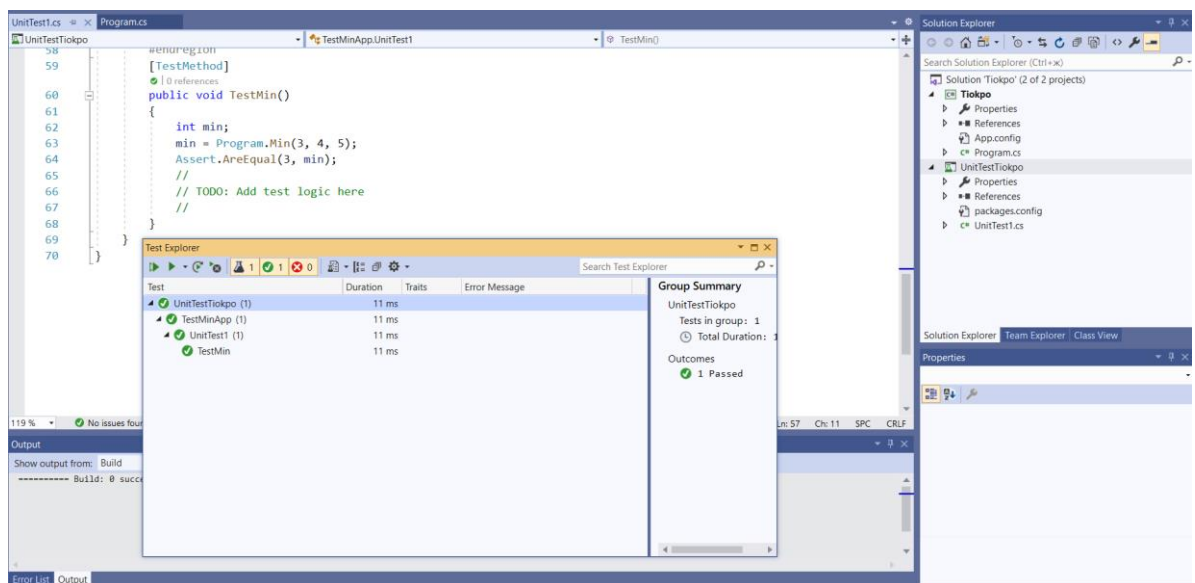 UnitTest1.cs
Program.cs
UnitTestTiokpo
TestMinApp.UnitTest1
TestMin()
58 #endregion
59 [TestMethod]
0 references
60 public void TestMin()
61 {
62 int min;
63 min = Program.Min(3, 4, 5);
64 Assert.AreEqual(3, min);
65 //
66 // TODO: Add test logic here
67 //
68 }
69 }
70 }
Test Explorer
1 1 0
Search Test Explorer
Test Duration Traits Error Message
UnitTestTiokpo (1) 11 ms
TestMinApp (1) 11 ms
UnitTest1 (1) 11 ms
TestMin 11 ms
Group Summary
UnitTestTiokpo
Tests in group: 1
Total Duration: 1
Outcomes
1 Passed
119 % No issues four
Ln: 57 Ch: 11 SPC CRLF
Output
Show output from: Build
---------- Build: 0 succe
Error List Output
Solution Explorer
Search Solution Explorer (Ctrl+ж)
Solution 'Tiokpo' (2 of 2 projects)
C# Tiokpo
Properties
References
App.config
C# Program.cs
UnitTestTiokpo
Properties
References
packages.config
C# UnitTest1.cs
Solution Explorer Team Explorer Class View
Properties